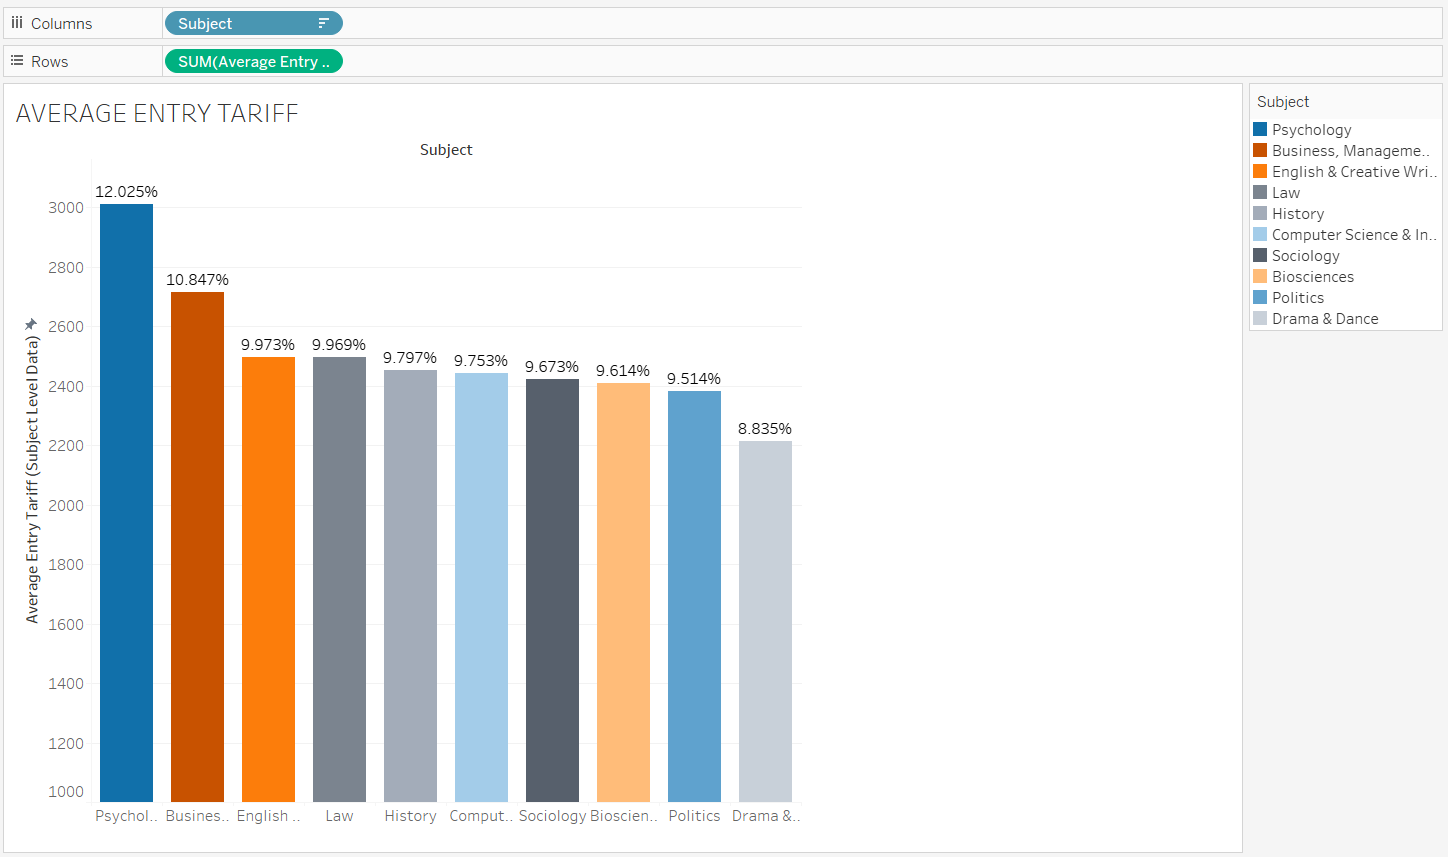 Columns
Subject
Rows
SUM(Average Entry ..
AVERAGE ENTRY TARIFF
Subject
Average Entry Tariff (Subject Level Data)
3000
2800
2600
2400
2200
2000
1800
1600
1400
1200
1000
12.025%
10.847%
9.973%
9.969%
9.797%
9.753%
9.673%
9.614%
9.514%
8.835%
Psychol..
Busines..
English ..
Law
History
Comput..
Sociology
Bioscien..
Politics
Drama &..
Subject
Psychology
Business, Manageme..
English & Creative Wri..
Law
History
Computer Science & In..
Sociology
Biosciences
Politics
Drama & Dance